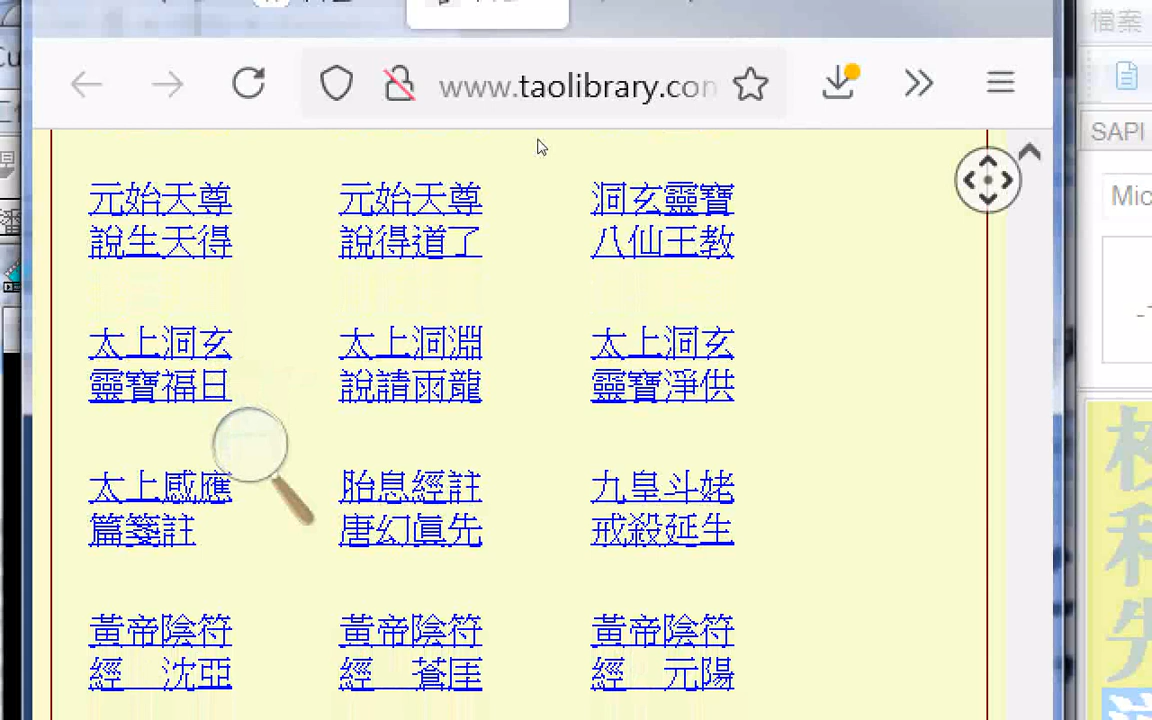 www.taolibrary.con
檔案
SAPI
Mic
元始天尊 元始天尊 洞玄靈寶
說生天得 說得道了 八仙王教
太上洞玄 太上洞淵 太上洞玄
靈寶福日 說請雨龍 靈寶淨供
太上感應 胎息經註 九皇斗姥
篇箋註 唐幻眞先 戒殺延生
黃帝陰符 黃帝陰符 黃帝陰符
經 沈亞 經 蒼厓 經 元陽